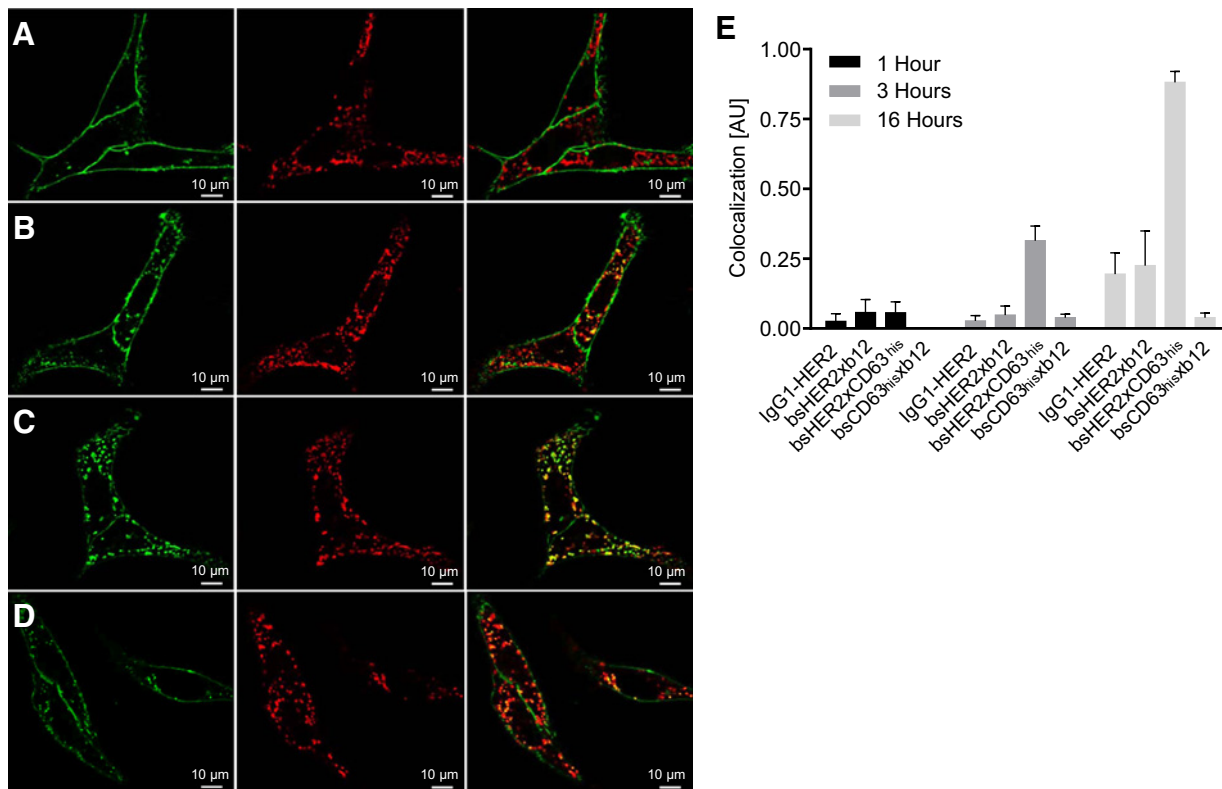 A
10 µm
10 µm
10 µm
B
10 µm
10 µm
10 µm
C
10 µm
10 µm
10 µm
D
10 µm
10 µm
10 µm
E
1.00
0.75
0.50
0.25
0.00
Colocalization [AU]
1 Hour
3 Hours
16 Hours
IgG1-HER2
bsHER2xb12
bsHER2xCD63his
bsCD63hisxb12
IgG1-HER2
bsHER2xb12
bsHER2xCD63his
bsCD63hisxb12
IgG1-HER2
bsHER2xb12
bsHER2xCD63his
bsCD63hisxb12